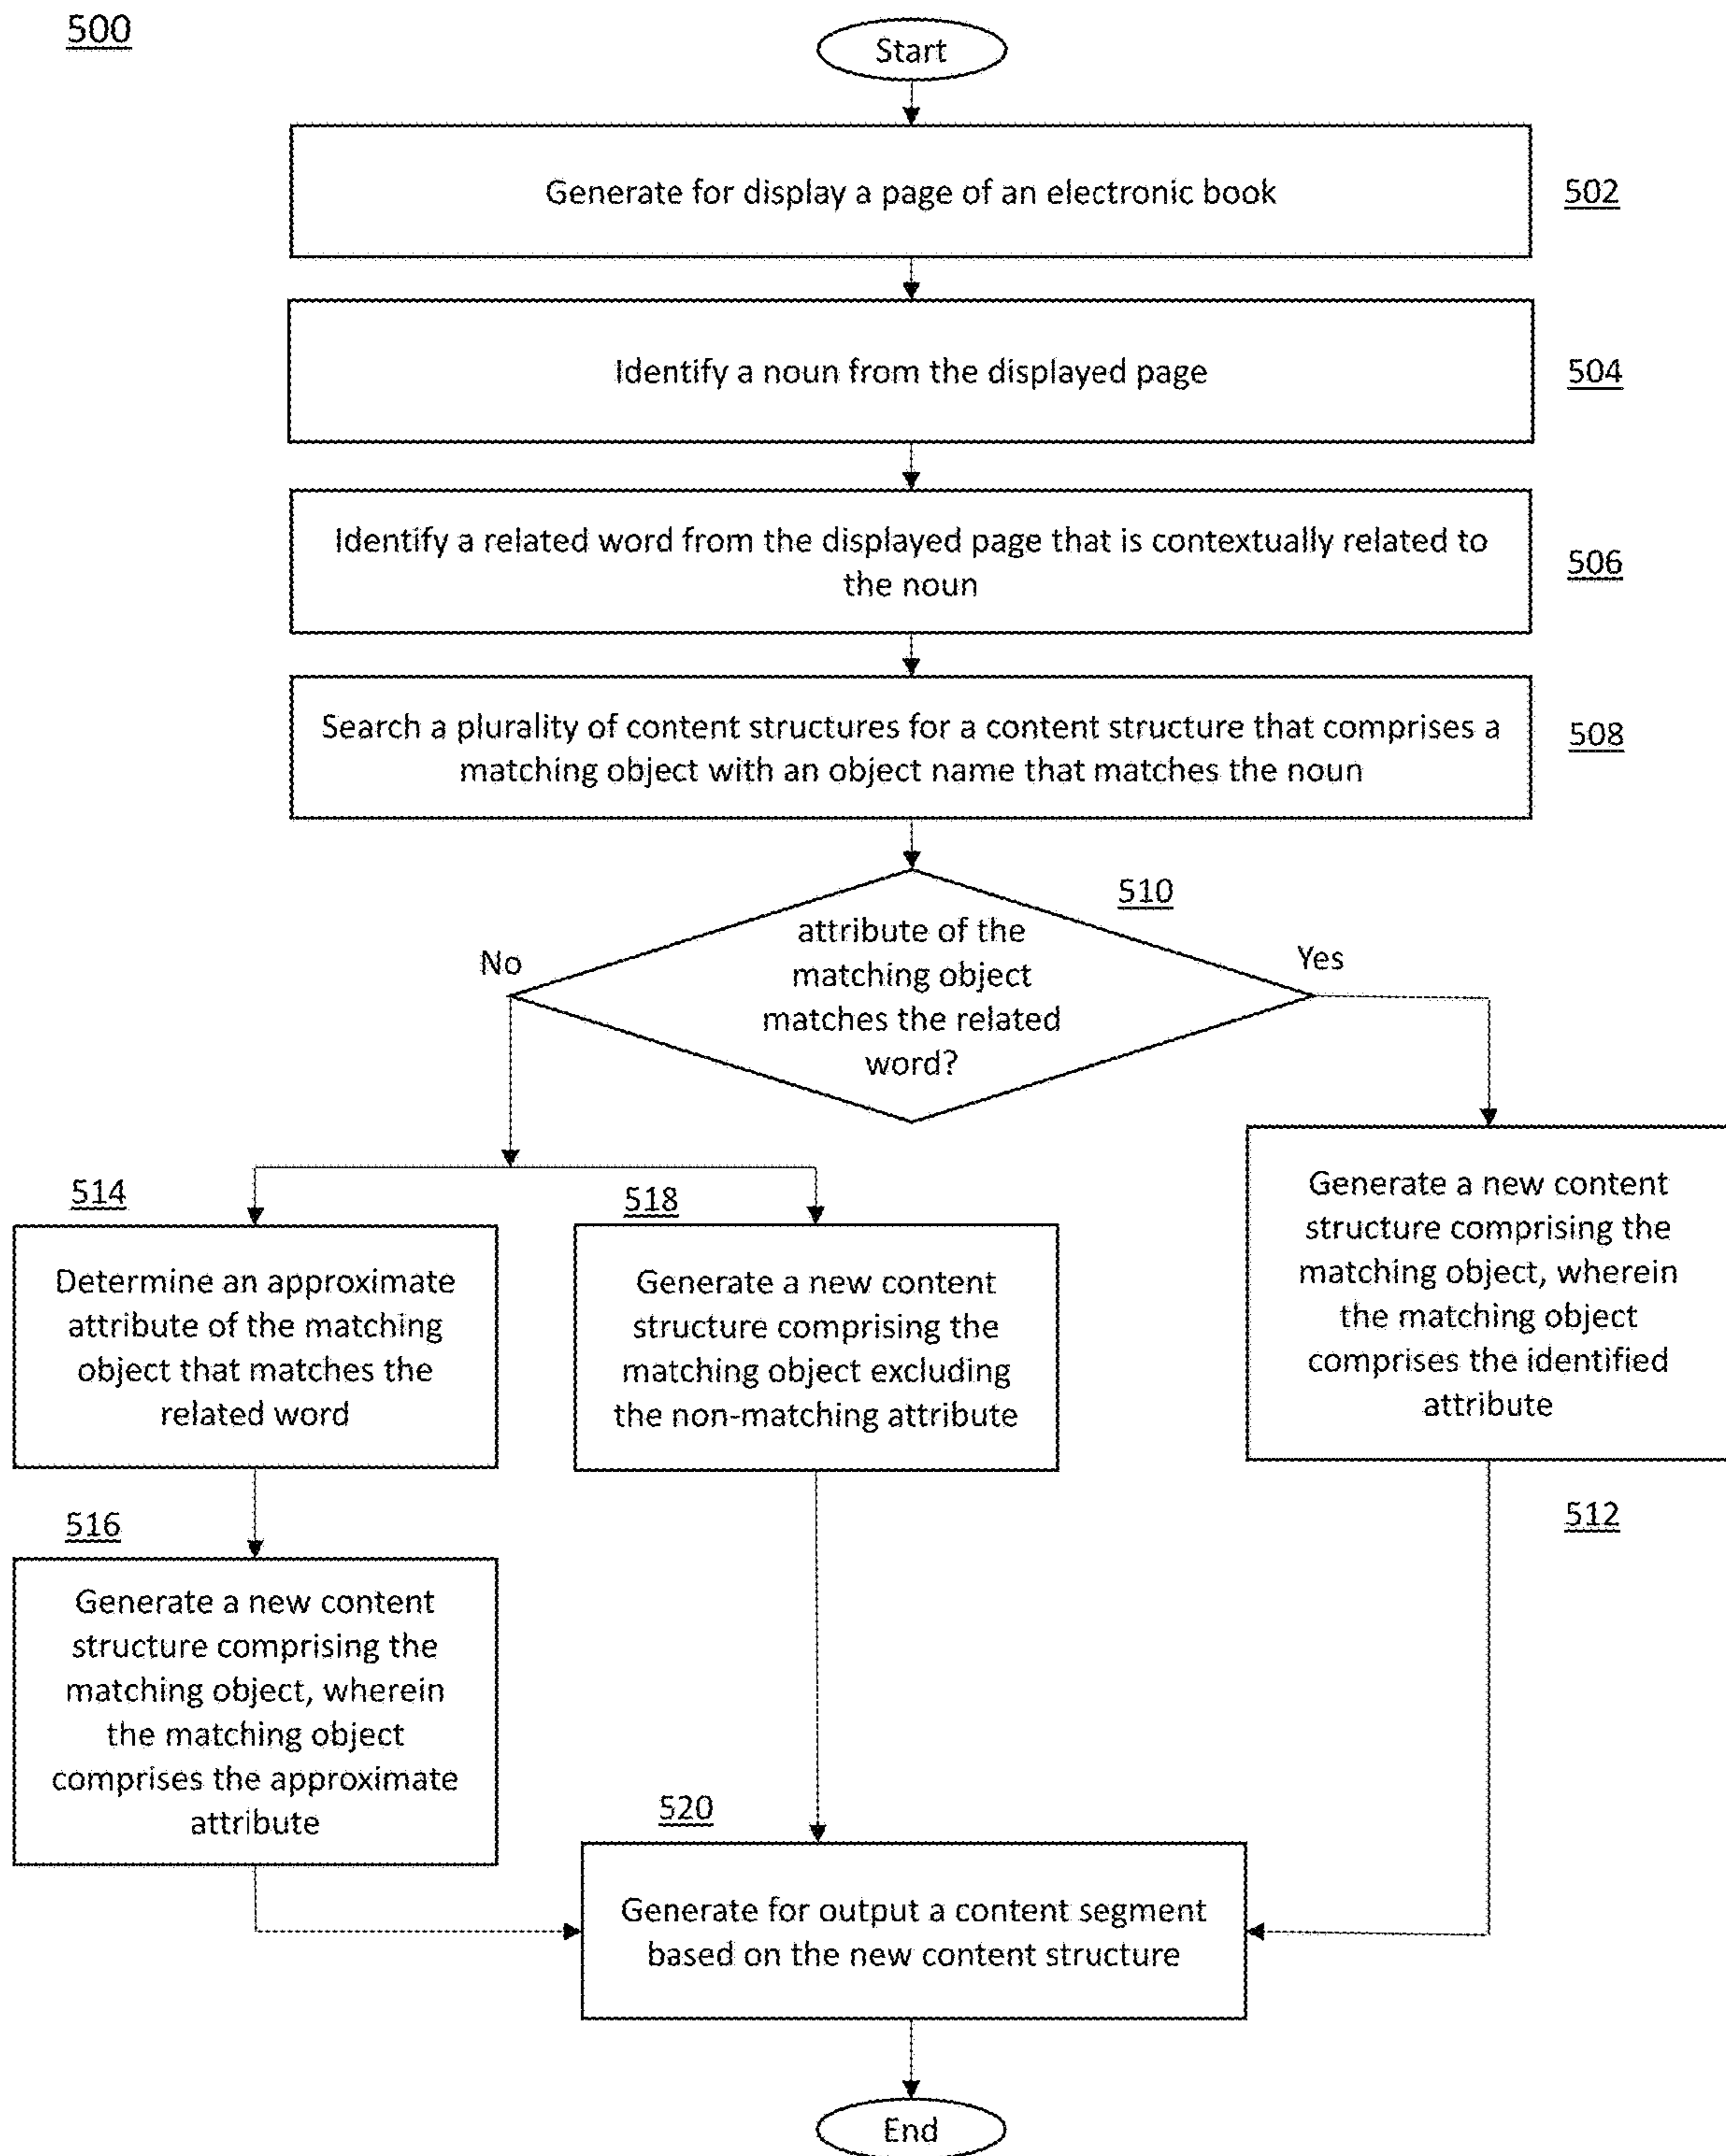 500
Start
Generate for display a page of an electronic book
502
Identify a noun from the displayed page
504
Identify a related word from the displayed page that is contextually related to
the noun
506
Search a plurality of content structures for a content structure that comprises a
matching object with an object name that matches the noun
508
510
attribute of the
matching object
matches the related
word?
No
Yes
514
Determine an approximate
attribute of the matching
object that matches the
related word
518
Generate a new content
structure comprising the
matching object excluding
the non-matching attribute
Generate a new content
structure comprising the
matching object, wherein
the matching object
comprises the identified
attribute
512
516
Generate a new content
structure comprising the
matching object, wherein
the matching object
comprises the approximate
attribute
520
Generate for output a content segment
based on the new content structure
End